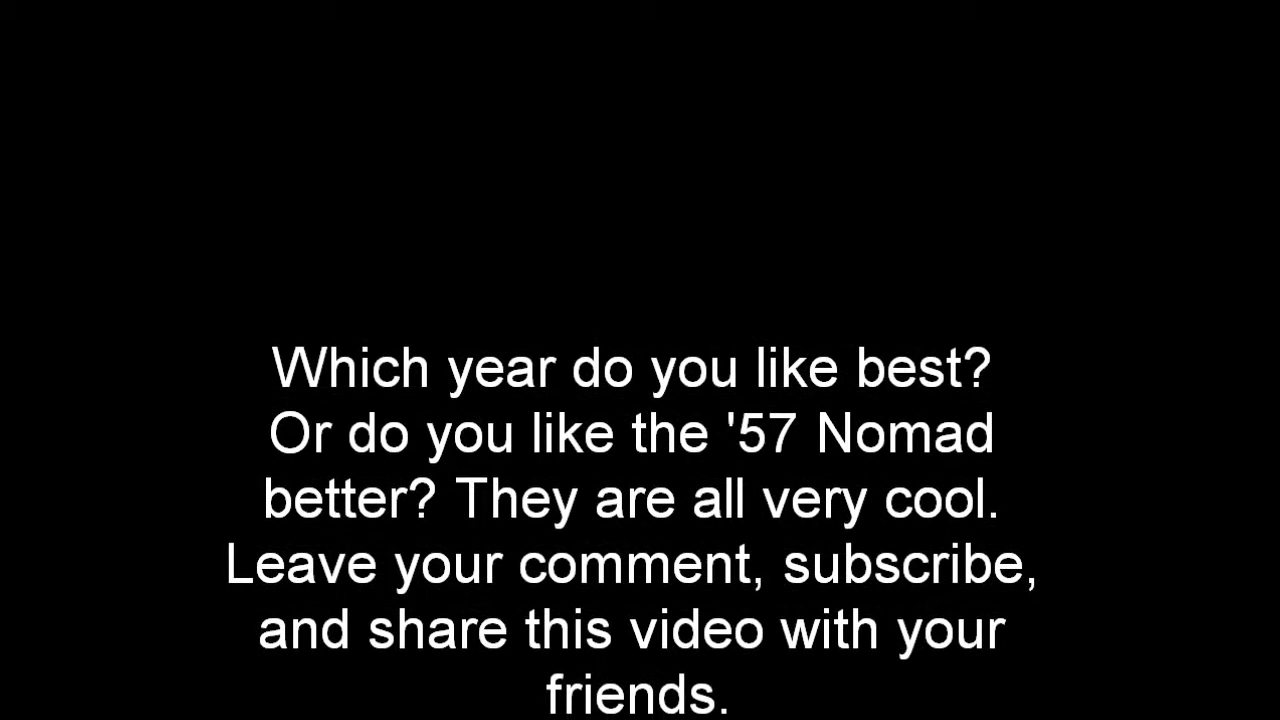 Which year do you like best?
Or do you like the '57 Nomad
better? They are all very cool.
Leave your comment, subscribe,
and share this video with your
friends.